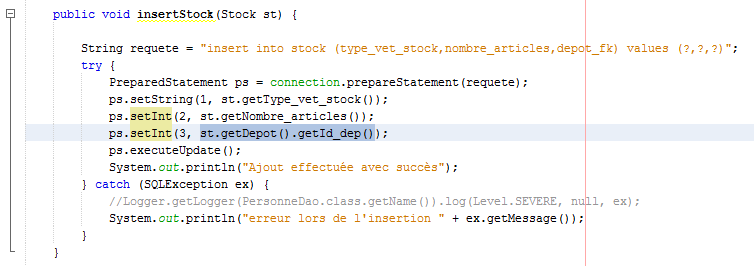 public void insertStock(Stock st) {
String requete = "insert into stock (type_vet_stock,nombre_articles,depot_fk) values (?,?,?)";
try {
PreparedStatement ps = connection.prepareStatement(requete);
ps.setString(1, st.getType_vet_stock());
ps.setInt(2, st.getNombre_articles());
ps.setInt(3, st.getDepot().getId_dep());
ps.executeUpdate();
System.out.println("Ajout effectuée avec succès");
} catch (SQLException ex) {
//Logger.getLogger(PersonneDao.class.getName()).log(Level.SEVERE, null, ex);
System.out.println("erreur lors de l'insertion " + ex.getMessage());
}
}